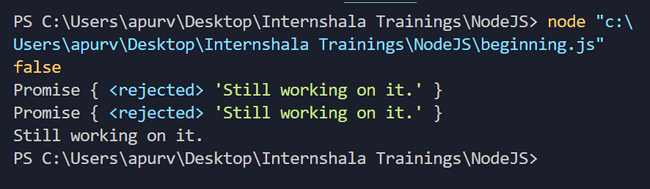 PS C:\Users\apurv\Desktop\Internshala Trainings\NodeJS> node "c:\
Users\apurv\Desktop\Internshala Trainings\NodeJS\beginning.js"
false
Promise { <rejected> 'Still working on it.' }
Promise { <rejected> 'Still working on it.' }
Still working on it.
PS C:\Users\apurv\Desktop\Internshala Trainings\NodeJS>